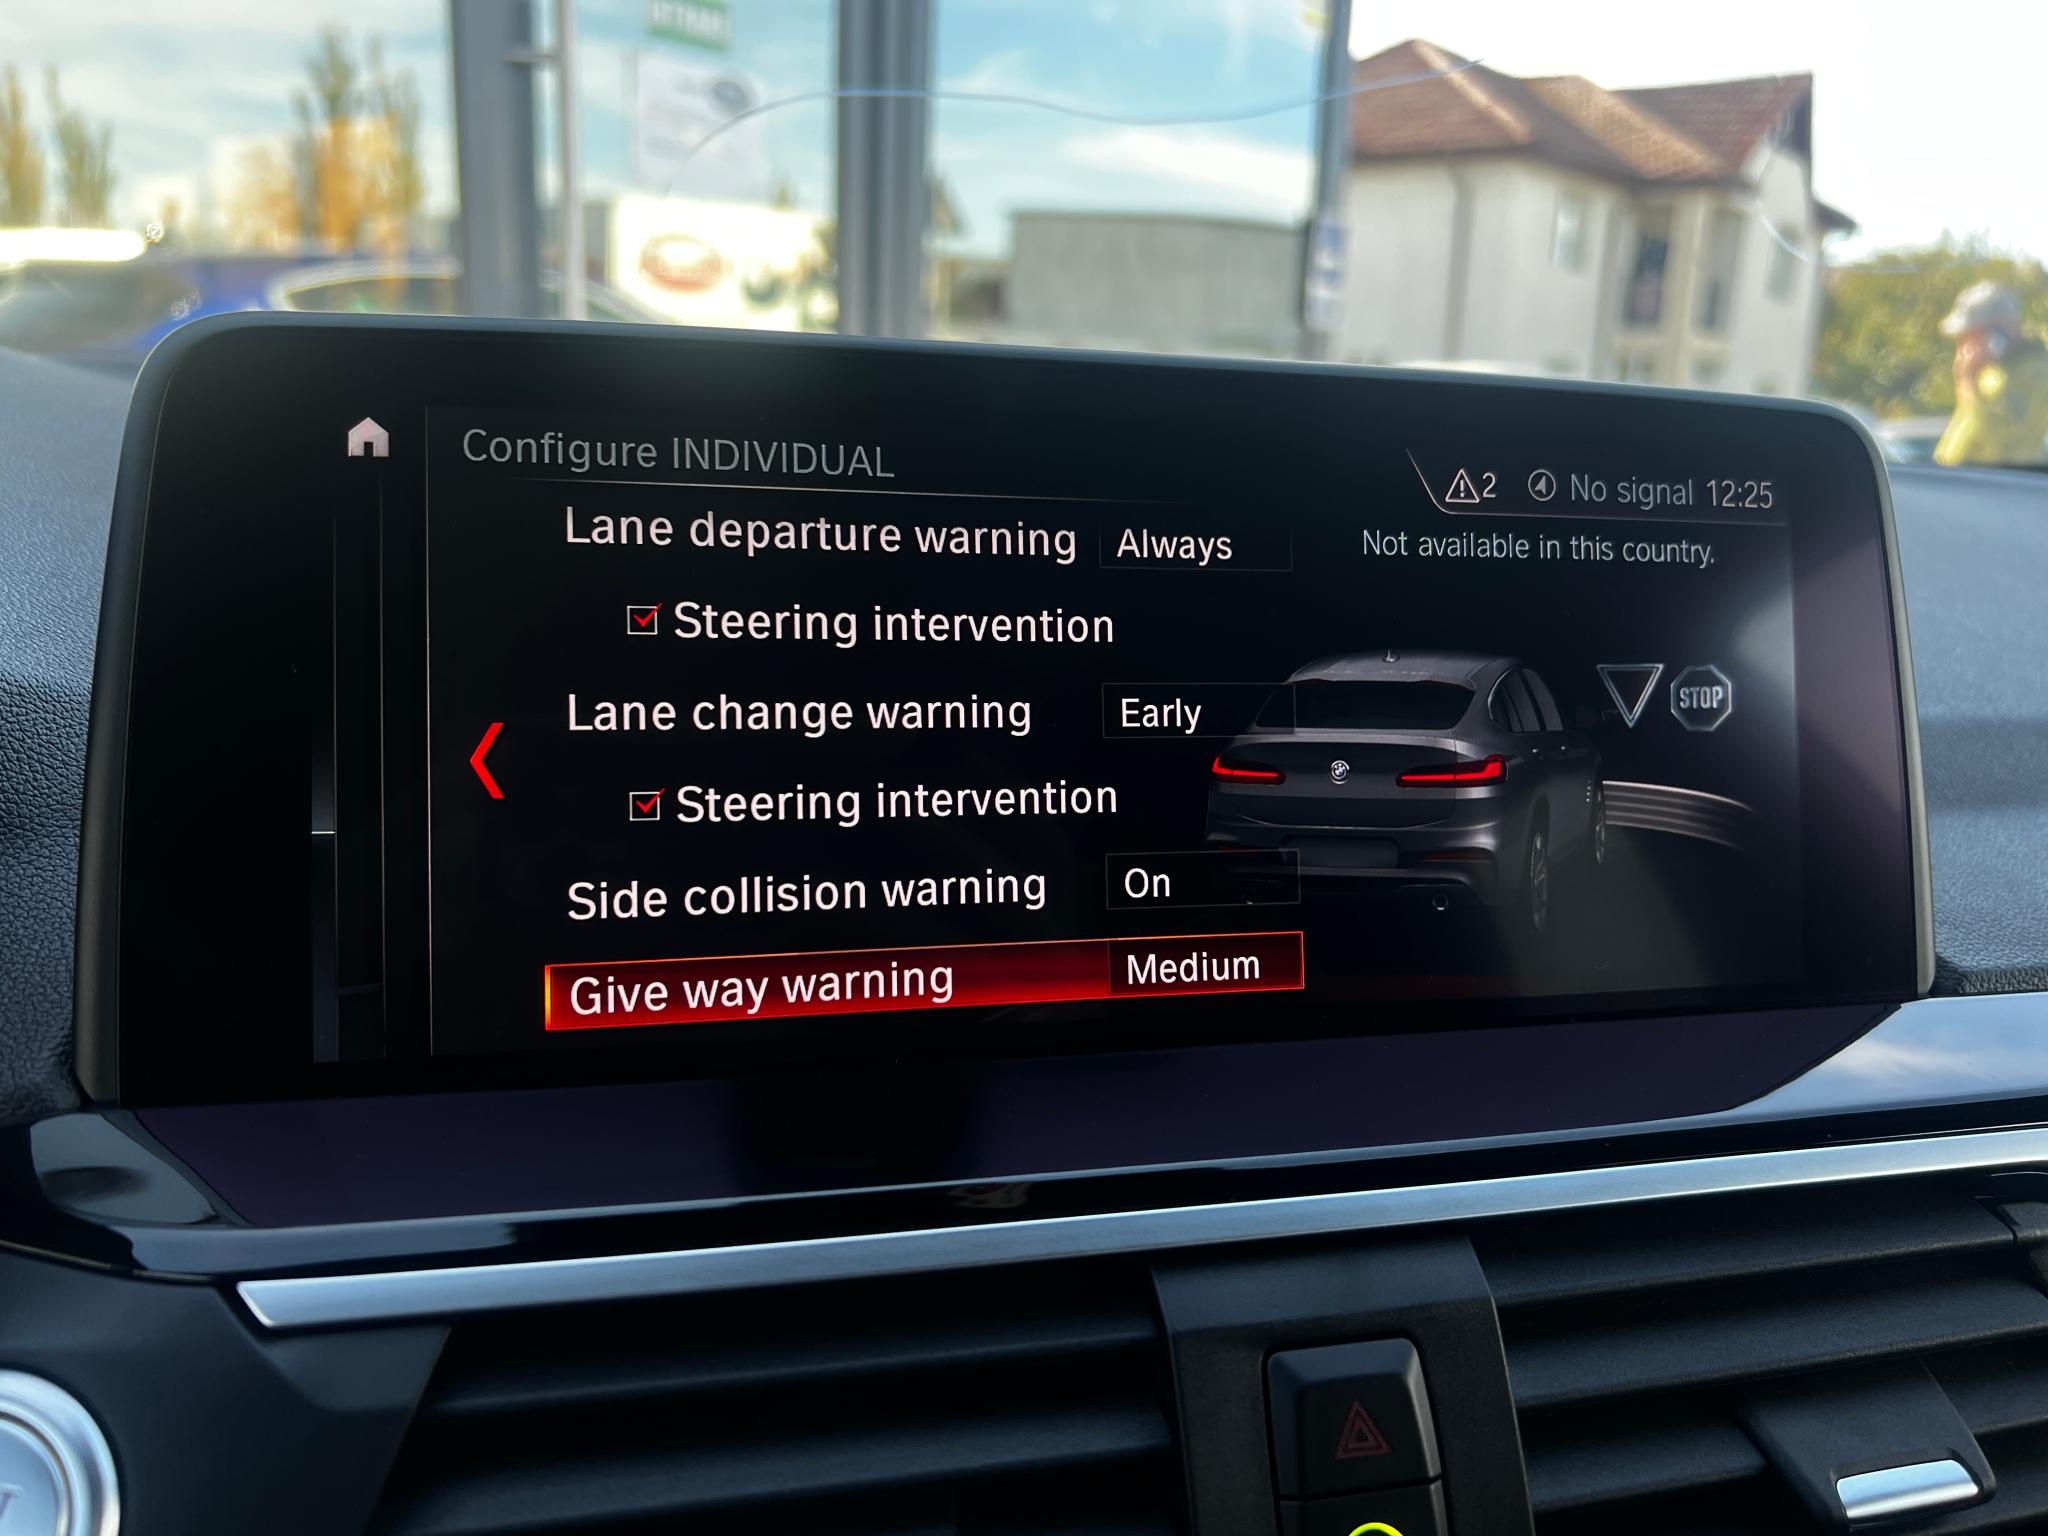 Configure INDIVIDUAL
2 No signal 12:25
Lane departure warning Always
Not available in this country.
Steering intervention
Lane change warning Early
STOP
Steering intervention
Side collision warning On
Give way warning Medium